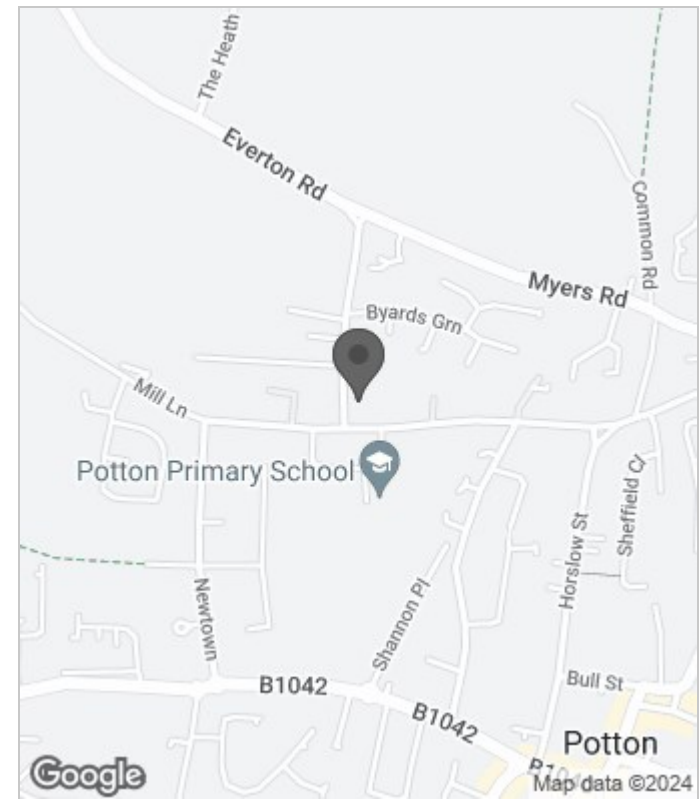 The Heath
Everton Rd
Common Rd
Myers Rd
Byards Grn
Mill Ln
Potton Primary School
Sheffield Cl
Horslow St
Newtown
Shannon Pl
Bull St
B1042
B1042
Potton
Google
Map data ©2024